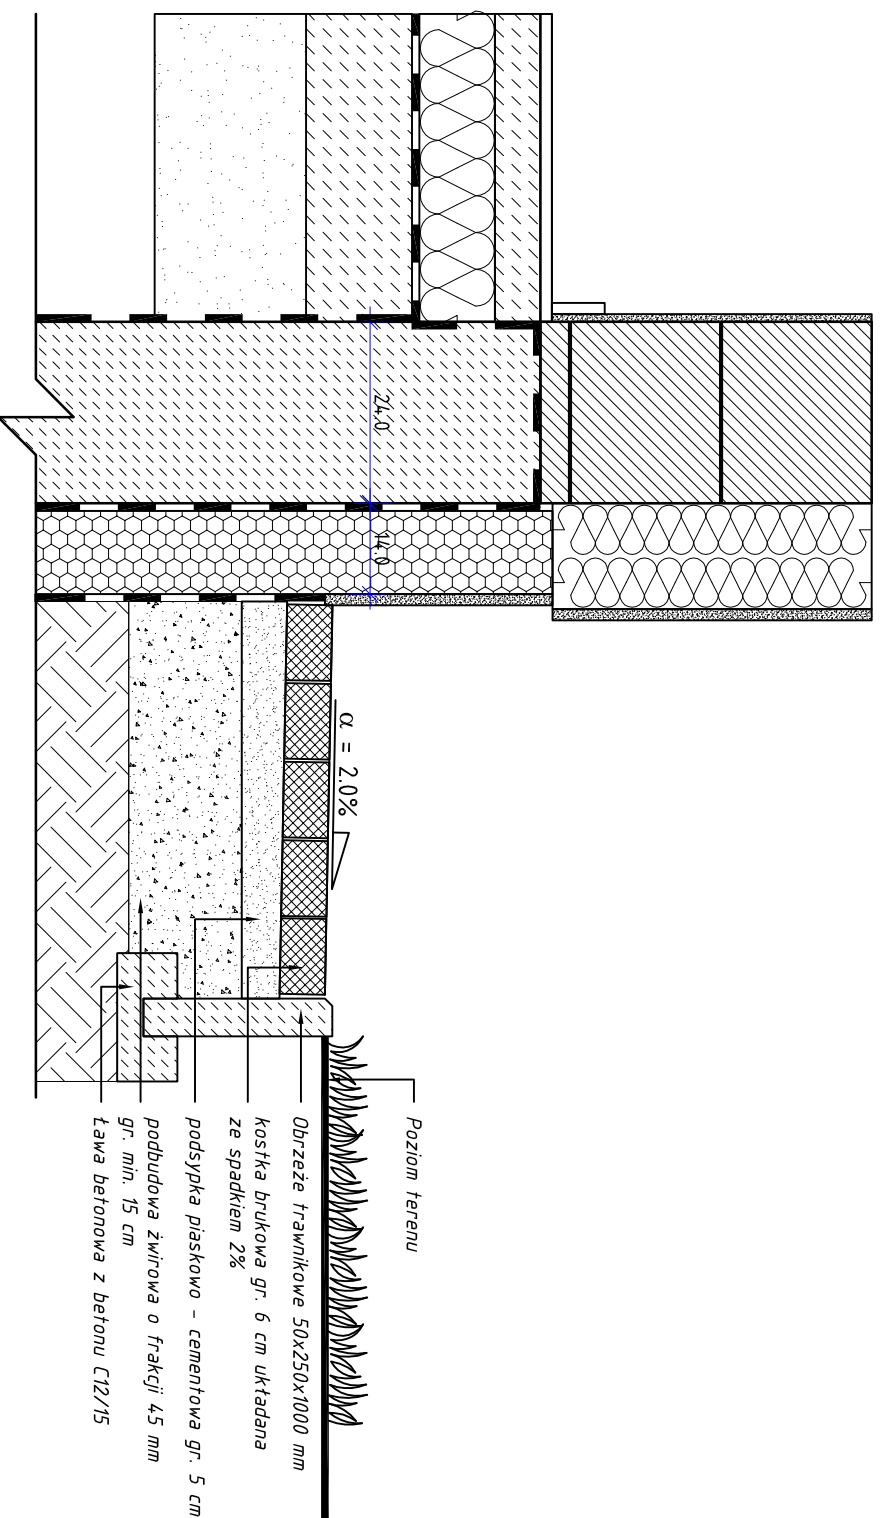 24.0
14.0
α = 2.0%
Poziom terenu
Obrzeże trawnikowe 50x250x1000 mm
kostka brukowa gr. 6 cm układana
ze spadkiem 2%
podsypka piaskowo - cementowa gr. 5 cm
podbudowa żwirowa o frakcji 45 mm
gr. min. 15 cm
Ława betonowa z betonu C12/15